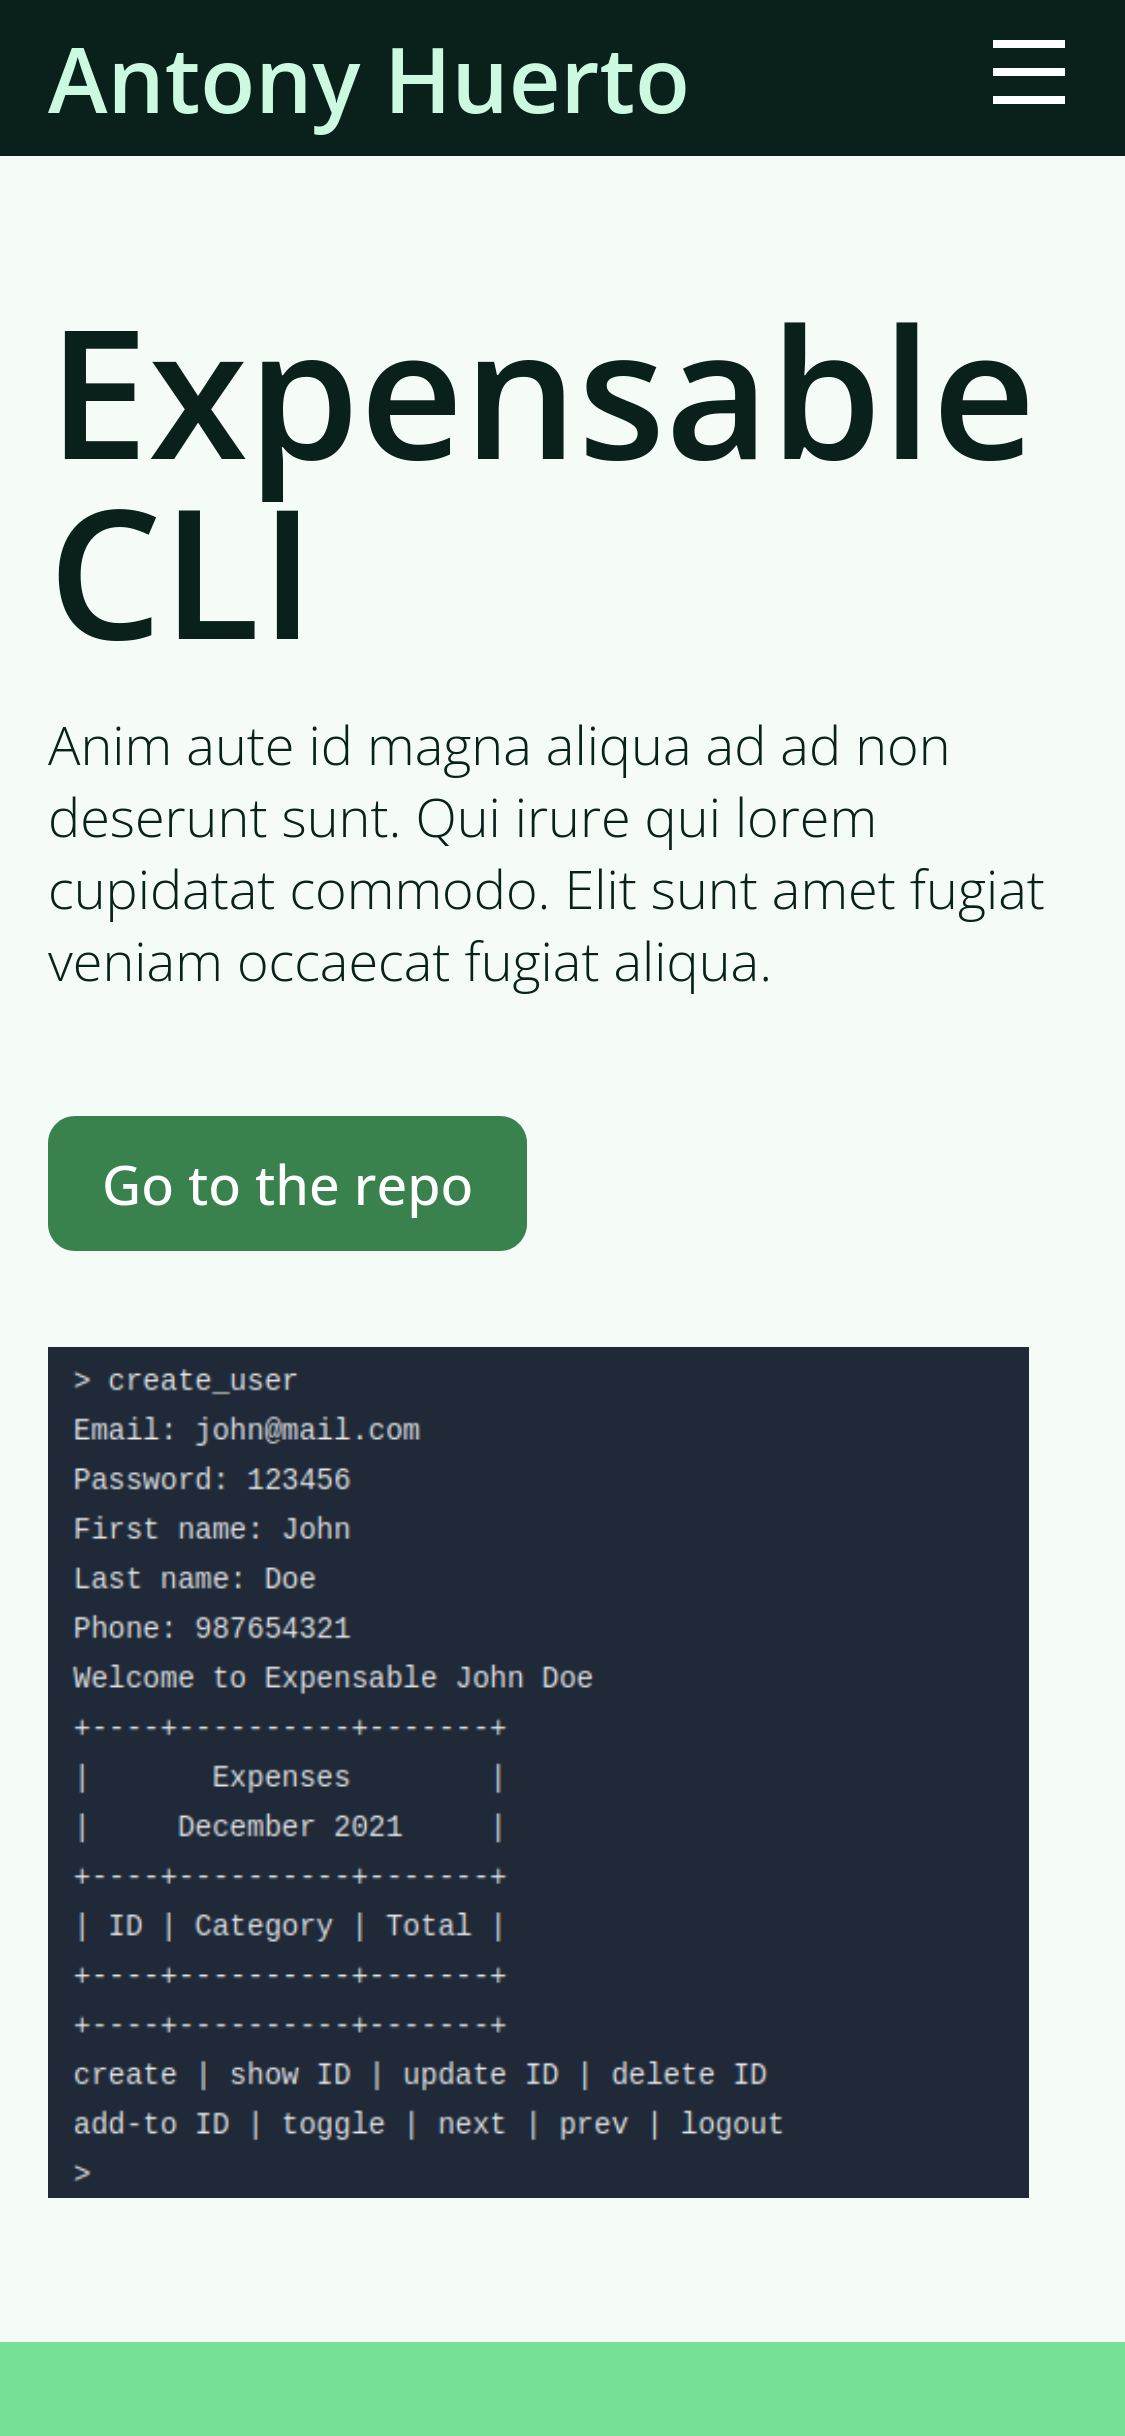 Antony Huerto
Expensable
CLI
Anim aute id magna aliqua ad ad non
deserunt sunt. Qui irure qui lorem
cupidatat commodo. Elit sunt amet fugiat
veniam occaecat fugiat aliqua.
Go to the repo
> create_user
Email: john@mail.com
Password: 123456
First name: John
Last name: Doe
Phone: 987654321
Welcome to Expensable John Doe
+----+----------+-------+
|       Expenses        |
|     December 2021     |
+----+----------+-------+
| ID | Category | Total |
+----+----------+-------+
+----+----------+-------+
create | show ID | update ID | delete ID
add-to ID | toggle | next | prev | logout
>